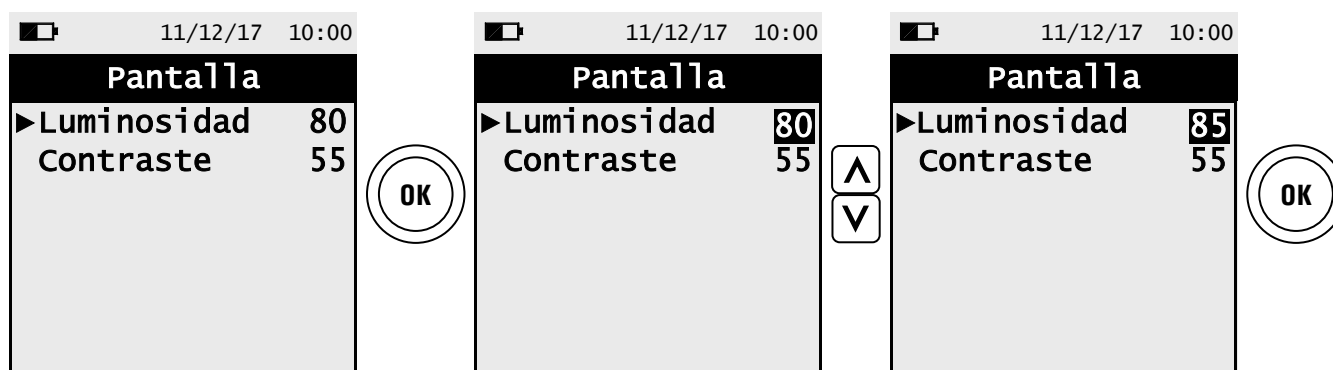 11/12/17 10:00
Pantalla
►Luminosidad 80
Contraste 55
OK
11/12/17 10:00
Pantalla
►Luminosidad 80
Contraste 55
11/12/17 10:00
Pantalla
►Luminosidad 85
Contraste 55
OK